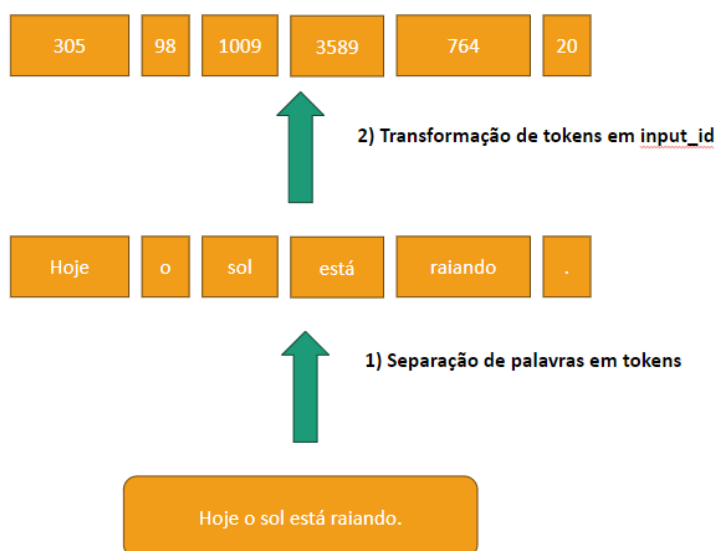 305 98 1009 3589 764 20
2) Transformação de tokens em input_id
Hoje o sol está raiando .
1) Separação de palavras em tokens
Hoje o sol está raiando.